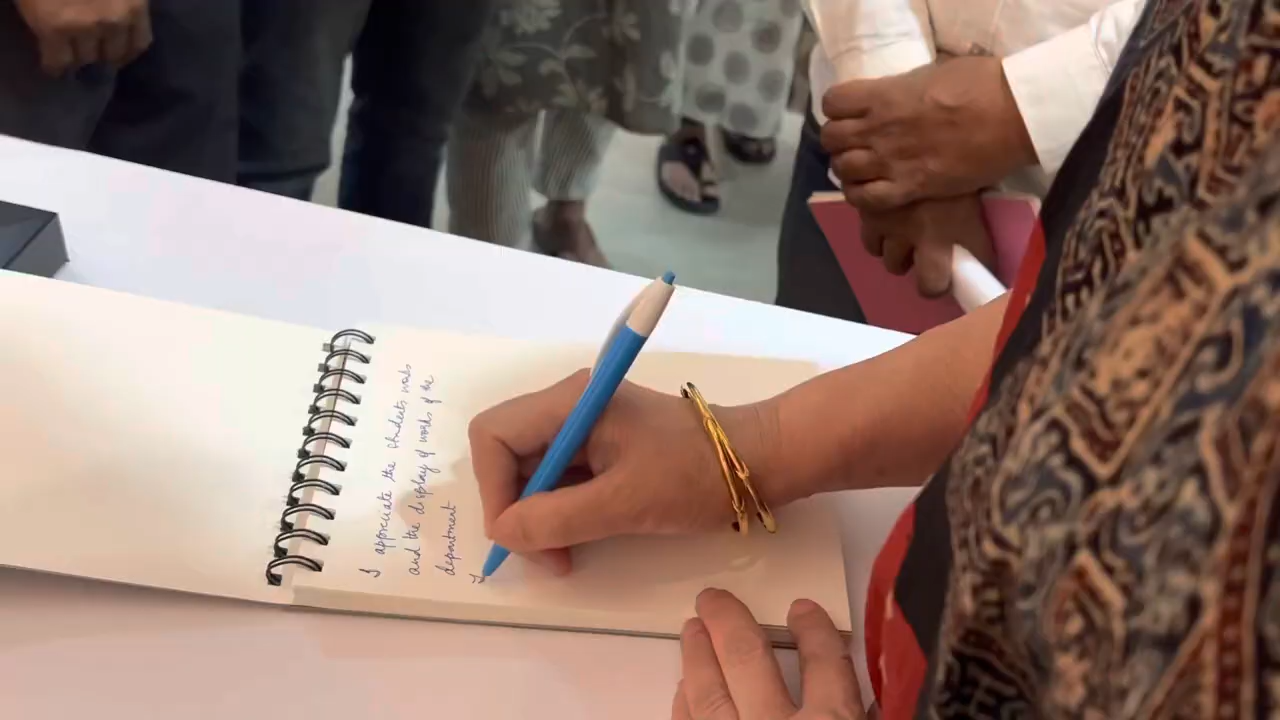 I appreciate the students works
and the display of works of the
department
I